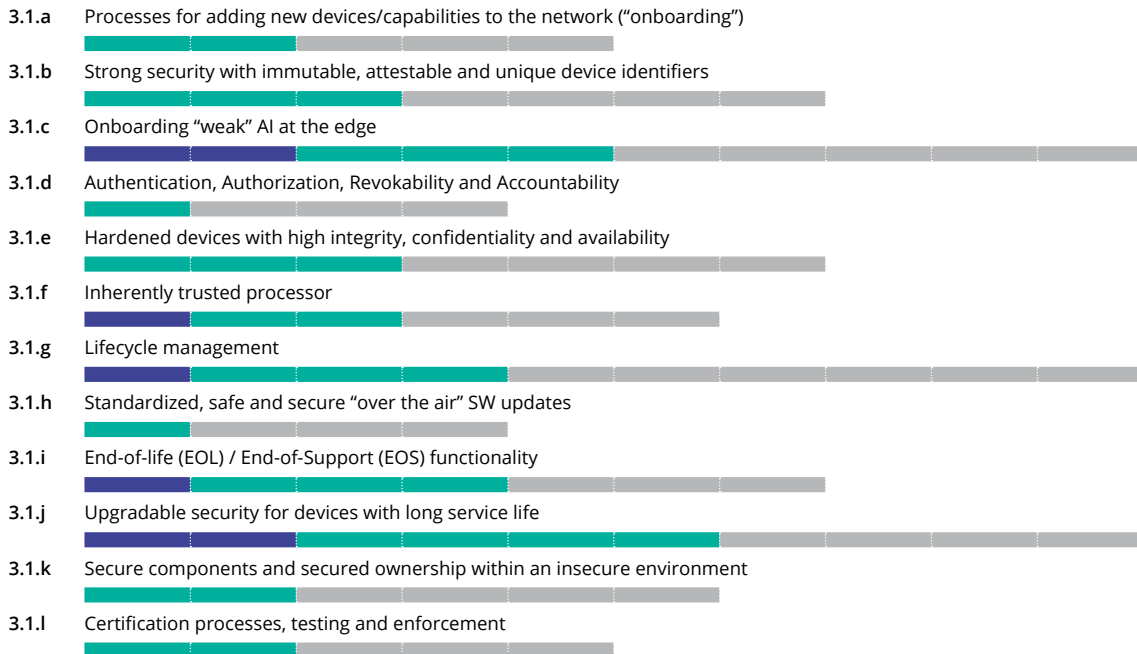 3.1.a Processes for adding new devices/capabilities to the network (“onboarding”)
3.1.b Strong security with immutable, attestable and unique device identifiers
3.1.c Onboarding “weak” AI at the edge
3.1.d Authentication, Authorization, Revokability and Accountability
3.1.e Hardened devices with high integrity, confidentiality and availability
3.1.f Inherently trusted processor
3.1.g Lifecycle management
3.1.h Standardized, safe and secure “over the air” SW updates
3.1.i End-of-life (EOL) / End-of-Support (EOS) functionality
3.1.j Upgradable security for devices with long service life
3.1.k Secure components and secured ownership within an insecure environment
3.1.l Certification processes, testing and enforcement